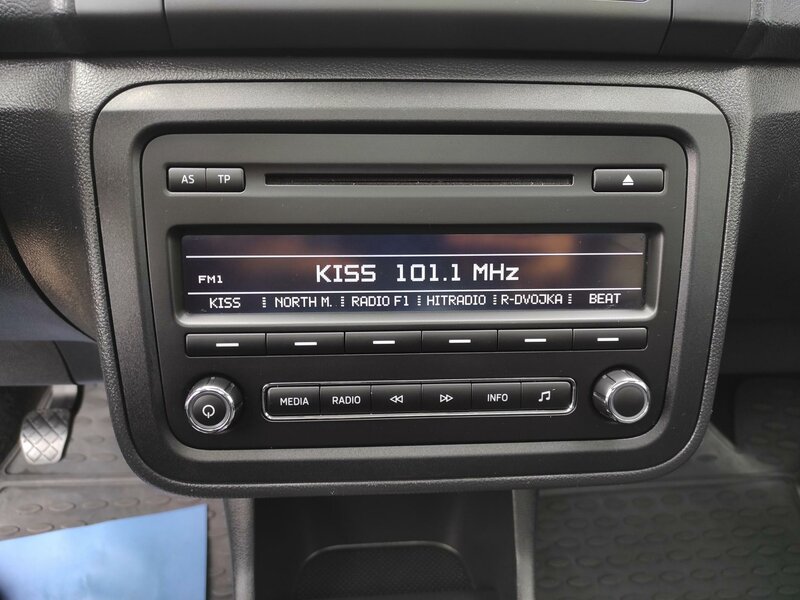 AS TP
FM1 KISS 101.1 MHz
KISS NORTH M. RADIO F1 HITRADIO R-DVOJKA BEAT
MEDIA RADIO INFO